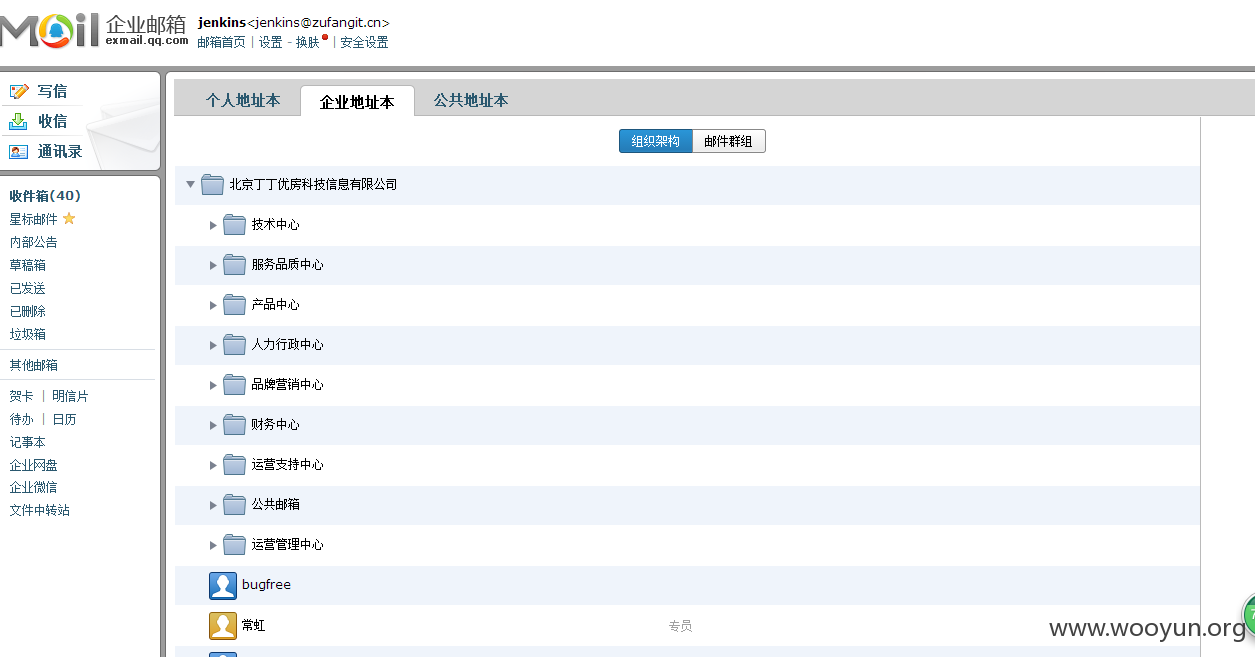 Mail 企业邮箱
exmail.qq.com
jenkins<jenkins@zufangit.cn>
邮箱首页 | 设置 - 换肤 | 安全设置
写信
收信
通讯录
收件箱(40)
星标邮件
内部公告
草稿箱
已发送
已删除
垃圾箱
其他邮箱
贺卡 | 明信片
待办 | 日历
记事本
企业网盘
企业微信
文件中转站
个人地址本 企业地址本 公共地址本
组织架构 邮件群组
北京丁丁优房科技信息有限公司
技术中心
服务品质中心
产品中心
人力行政中心
品牌营销中心
财务中心
运营支持中心
公共邮箱
运营管理中心
bugfree
常虹 专员
7
www.wooyun.org